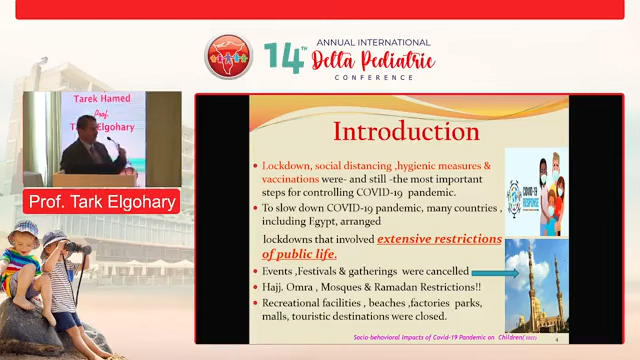 14TH
ANNUAL INTERNATIONAL
Delta Pediatric
CONFERENCE
Tarek Hamed
Prof.
Prof. Tark Elgohary
Introduction
• Lockdown, social distancing ,hygienic measures &
vaccinations were- and still -the most important
steps for controlling COVID-19 pandemic.
• To slow down COVID-19 pandemic, many countries ,
including Egypt, arranged
lockdowns that involved extensive restrictions
of public life.
• Events ,Festivals & gatherings were cancelled
• Hajj. Omra , Mosques & Ramadan Restrictions!!
• Recreational facilities , beaches ,factories parks,
malls, touristic destinations were closed.
COVID-19
RESPONSE
Socio-behavioral Impacts of Covid-19 Pandemic on Children(
4